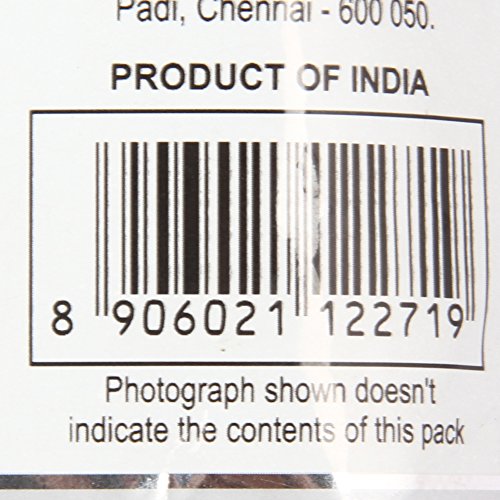 Padi, Chennai - 600 050.
PRODUCT OF INDIA
8 906021 122719
Photograph shown doesn't
indicate the contents of this pack